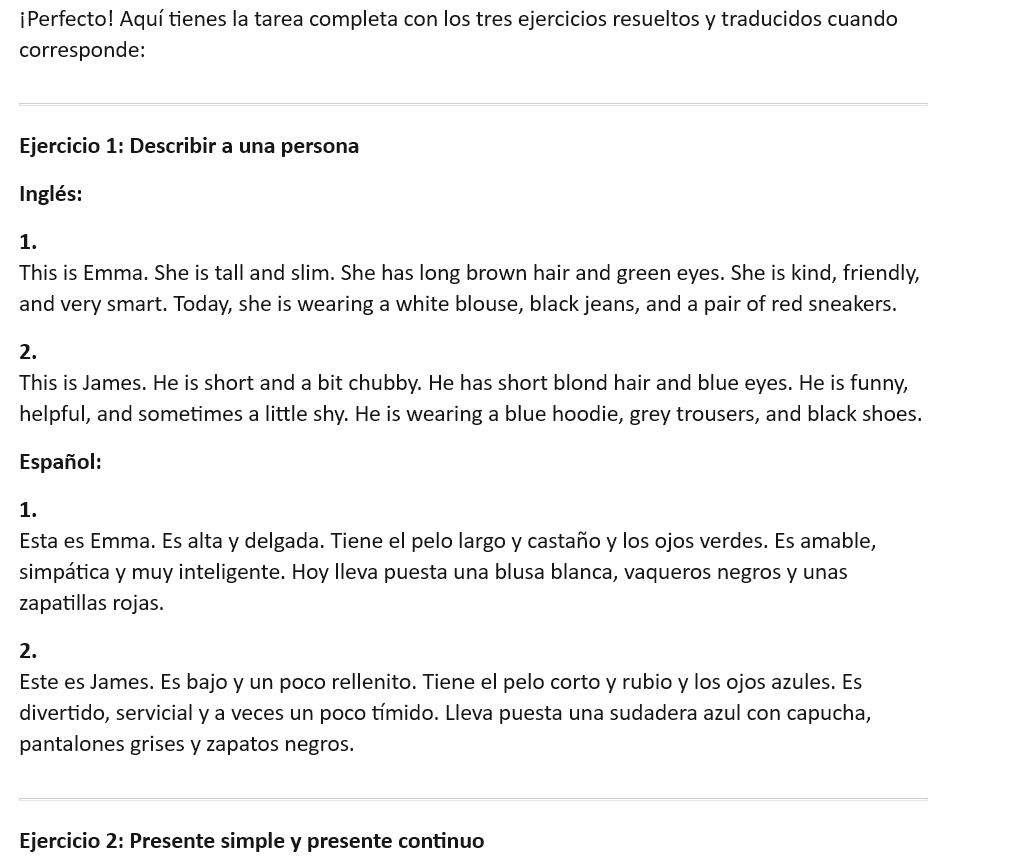 ¡Perfecto! Aquí tienes la tarea completa con los tres ejercicios resueltos y traducidos cuando
corresponde:
Ejercicio 1: Describir a una persona
Inglés:
1.
This is Emma. She is tall and slim. She has long brown hair and green eyes. She is kind, friendly,
and very smart. Today, she is wearing a white blouse, black jeans, and a pair of red sneakers.
2.
This is James. He is short and a bit chubby. He has short blond hair and blue eyes. He is funny,
helpful, and sometimes a little shy. He is wearing a blue hoodie, grey trousers, and black shoes.
Español:
1.
Esta es Emma. Es alta y delgada. Tiene el pelo largo y castaño y los ojos verdes. Es amable,
simpática y muy inteligente. Hoy lleva puesta una blusa blanca, vaqueros negros y unas
zapatillas rojas.
2.
Este es James. Es bajo y un poco rellenito. Tiene el pelo corto y rubio y los ojos azules. Es
divertido, servicial y a veces un poco tímido. Lleva puesta una sudadera azul con capucha,
pantalones grises y zapatos negros.
Ejercicio 2: Presente simple y presente continuo